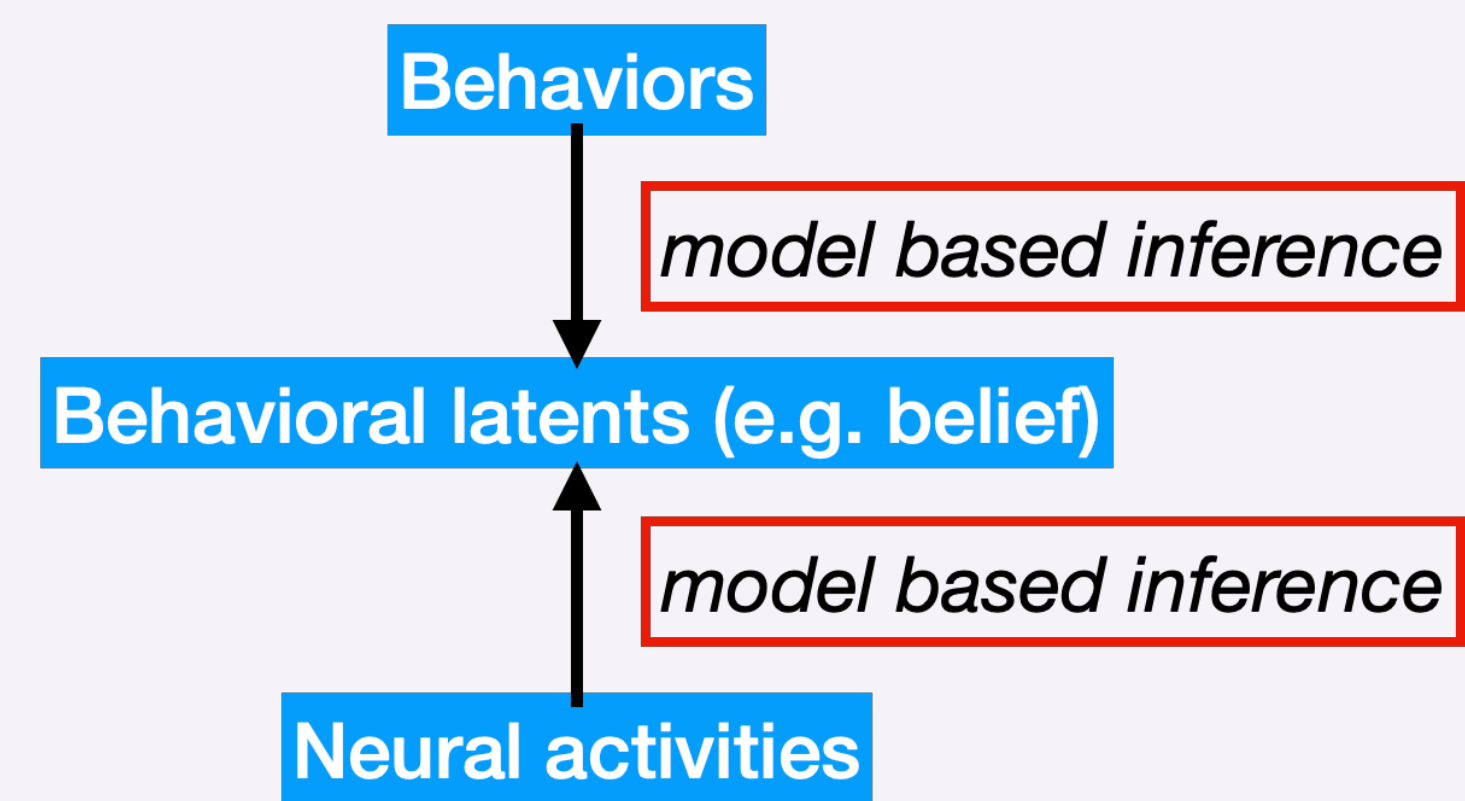 Behaviors
model based inference
Behavioral latents (e.g. belief)
model based inference
Neural activities